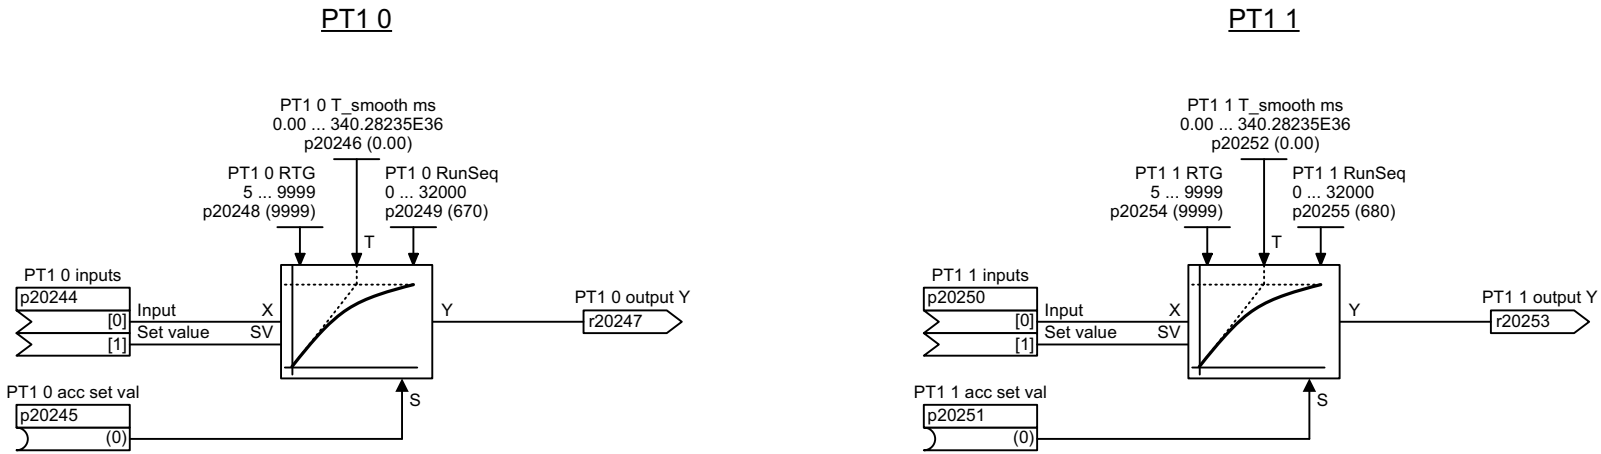 PT1 0
PT1 0 T_smooth ms
0.00 ... 340.28235E36
p20246 (0.00)
PT1 0 RTG
5 ... 9999
p20248 (9999)
PT1 0 RunSeq
0 ... 32000
p20249 (670)
T
PT1 0 inputs
p20244
[0]
[1]
Input
X
Set value
SV
Y
PT1 0 output Y
r20247
PT1 0 acc set val
p20245
(0)
S
PT1 1
PT1 1 T_smooth ms
0.00 ... 340.28235E36
p20252 (0.00)
PT1 1 RTG
5 ... 9999
p20254 (9999)
PT1 1 RunSeq
0 ... 32000
p20255 (680)
T
PT1 1 inputs
p20250
[0]
[1]
Input
X
Set value
SV
Y
PT1 1 output Y
r20253
PT1 1 acc set val
p20251
(0)
S